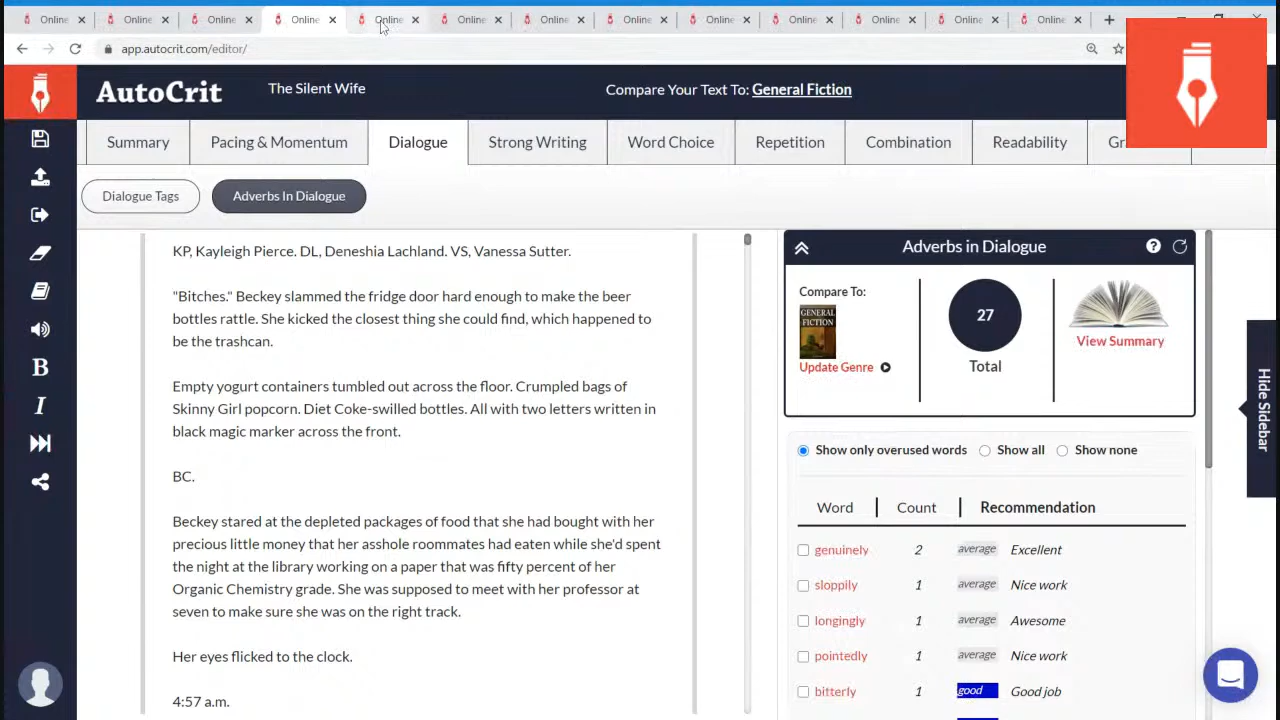 Online
Online
Online
Online
Online
Online
Online
Online
Online
Online
Online
Online
Online
app.autocrit.com/editor/
AutoCrit
The Silent Wife
Compare Your Text To: General Fiction
Summary
Pacing & Momentum
Dialogue
Strong Writing
Word Choice
Repetition
Combination
Readability
Gr
Dialogue Tags
Adverbs In Dialogue
KP, Kayleigh Pierce. DL, Deneshia Lachland. VS, Vanessa Sutter.
"Bitches." Beckey slammed the fridge door hard enough to make the beer
bottles rattle. She kicked the closest thing she could find, which happened to
be the trashcan.
Empty yogurt containers tumbled out across the floor. Crumpled bags of
Skinny Girl popcorn. Diet Coke-swilled bottles. All with two letters written in
black magic marker across the front.
BC.
Beckey stared at the depleted packages of food that she had bought with her
precious little money that her asshole roommates had eaten while she'd spent
the night at the library working on a paper that was fifty percent of her
Organic Chemistry grade. She was supposed to meet with her professor at
seven to make sure she was on the right track.
Her eyes flicked to the clock.
4:57 a.m.
Adverbs in Dialogue
Compare To:
GENERAL
FICTION
Update Genre
27
Total
View Summary
Show only overused words
Show all
Show none
Word
Count
Recommendation
genuinely 2 average Excellent
sloppily 1 average Nice work
longingly 1 average Awesome
pointedly 1 average Nice work
bitterly 1 good Good job
Hide Sidebar
B
I